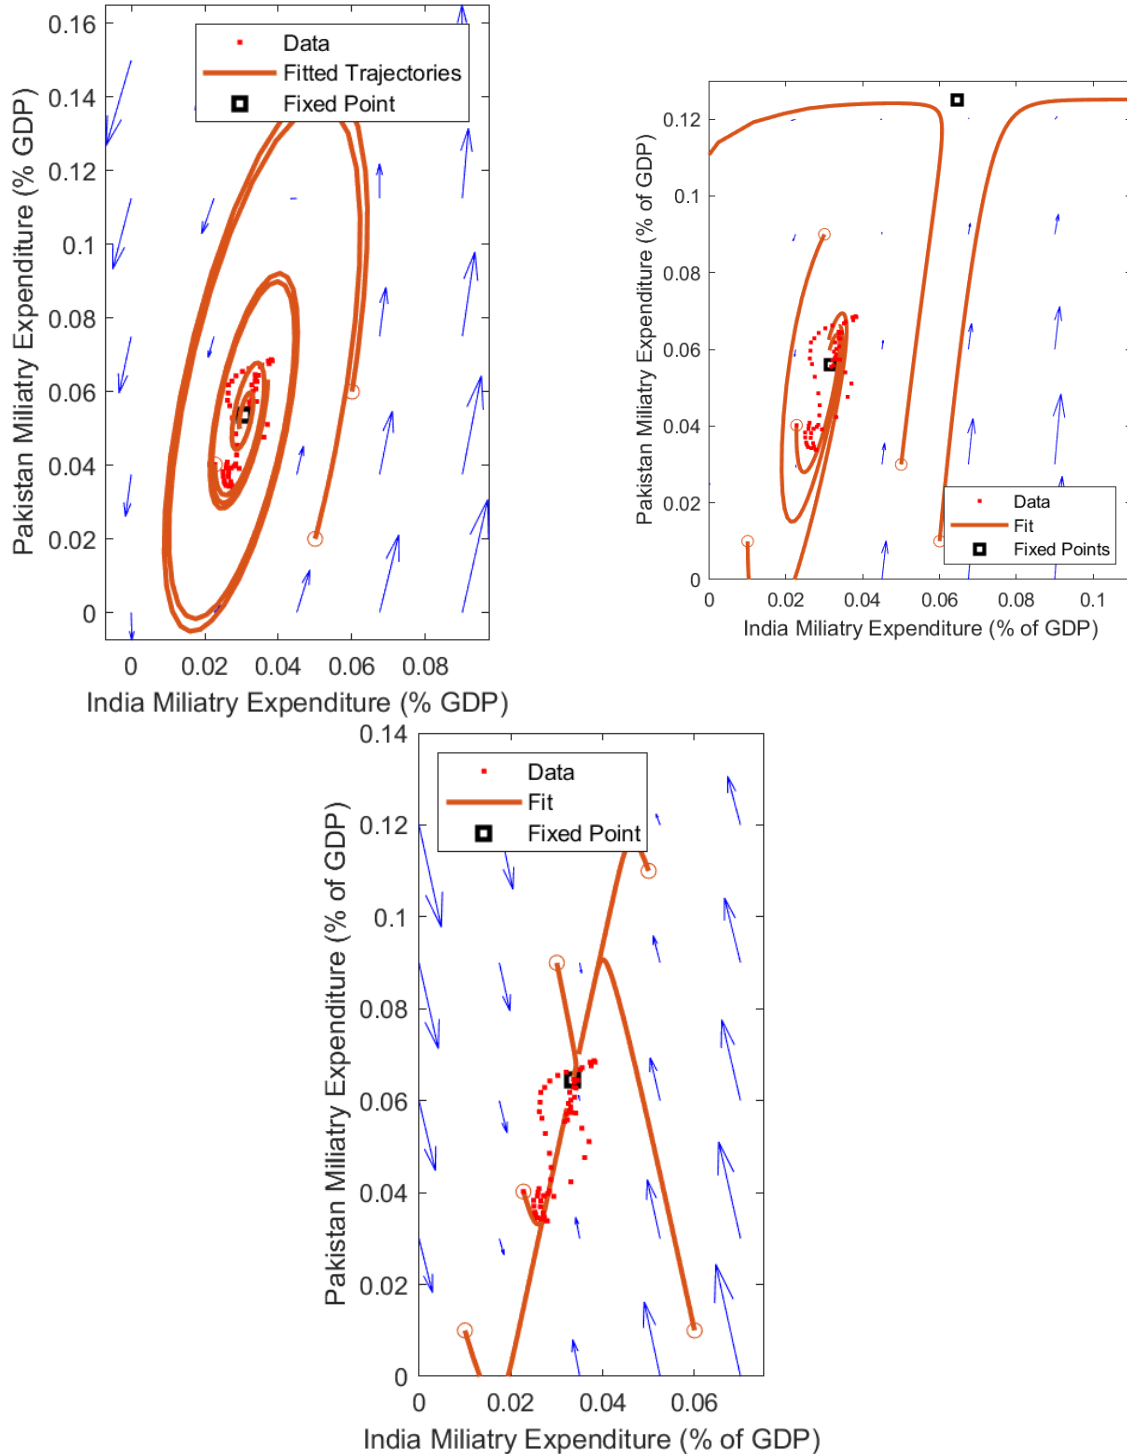 0.16
0.14
0.12
0.1
0.08
0.06
0.04
0.02
0
Pakistan Miliatry Expenditure (% GDP)
Data
Fitted Trajectories
Fixed Point
0 0.02 0.04 0.06 0.08
India Miliatry Expenditure (% GDP)
0.12
0.1
0.08
0.06
0.04
0.02
0
Pakistan Miliatry Expenditure (% of GDP)
Data
Fit
Fixed Points
0 0.02 0.04 0.06 0.08 0.1
India Miliatry Expenditure (% of GDP)
0.14
0.12
0.1
0.08
0.06
0.04
0.02
0
Pakistan Miliatry Expenditure (% of GDP)
Data
Fit
Fixed Point
0 0.02 0.04 0.06
India Miliatry Expenditure (% of GDP)